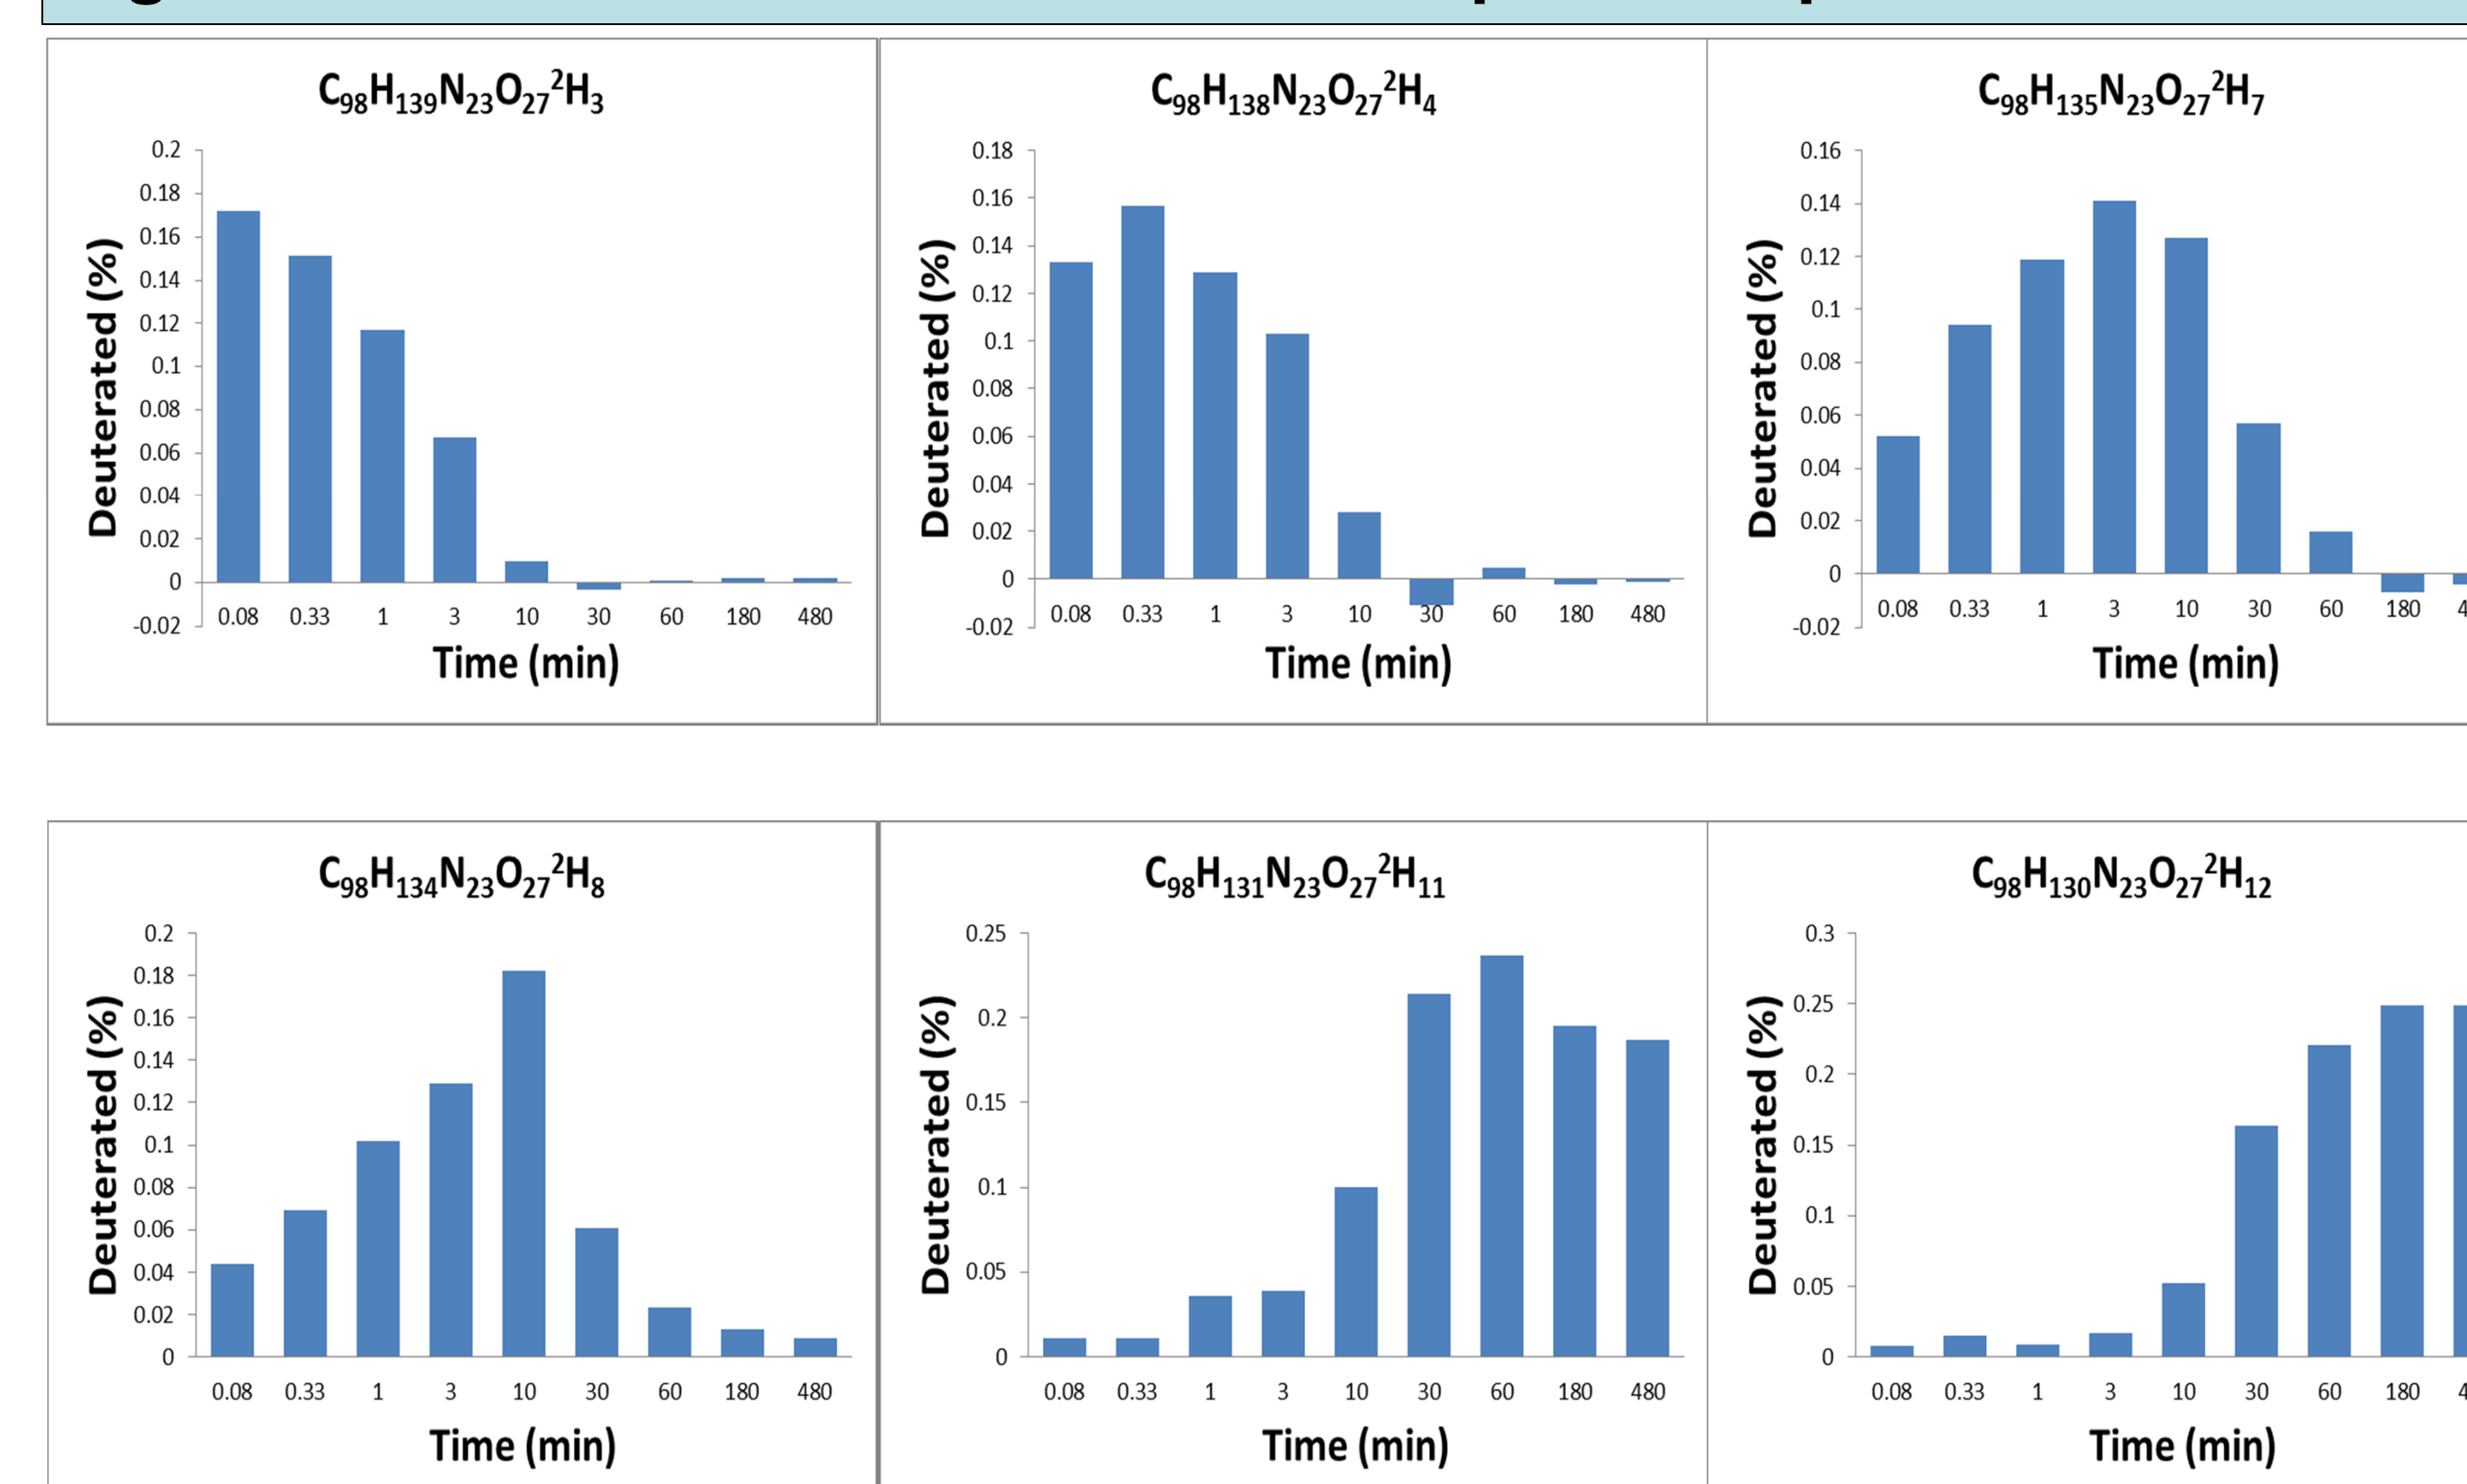 C98H139N23O27²H3
Deuterated (%)
0.2
0.18
0.16
0.14
0.12
0.1
0.08
0.06
0.04
0.02
0
-0.02
0.08 0.33 1 3 10 30 60 180 480
Time (min)
C98H138N23O27²H4
Deuterated (%)
0.18
0.16
0.14
0.12
0.1
0.08
0.06
0.04
0.02
0
-0.02
0.08 0.33 1 3 10 30 60 180 480
Time (min)
C98H135N23O27²H7
Deuterated (%)
0.16
0.14
0.12
0.1
0.08
0.06
0.04
0.02
0
-0.02
0.08 0.33 1 3 10 30 60 180 4
Time (min)
C98H134N23O27²H8
Deuterated (%)
0.2
0.18
0.16
0.14
0.12
0.1
0.08
0.06
0.04
0.02
0
0.08 0.33 1 3 10 30 60 180 480
Time (min)
C98H131N23O27²H11
Deuterated (%)
0.25
0.2
0.15
0.1
0.05
0
0.08 0.33 1 3 10 30 60 180 480
Time (min)
C98H130N23O27²H12
Deuterated (%)
0.3
0.25
0.2
0.15
0.1
0.05
0
0.08 0.33 1 3 10 30 60 180 4
Time (min)